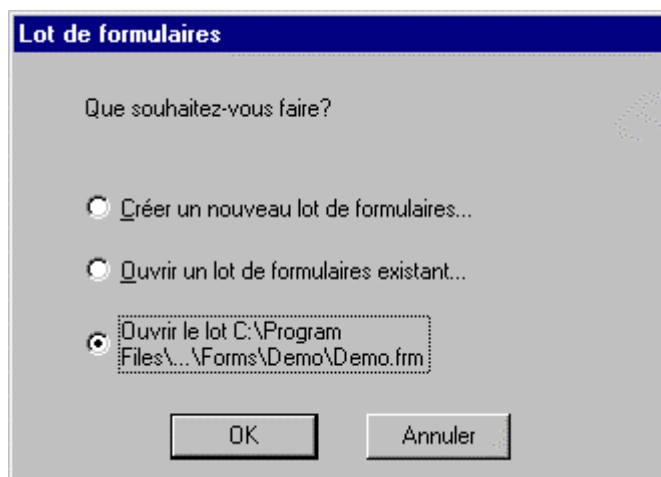 Lot de formulaires
Que souhaitez-vous faire?
Créer un nouveau lot de formulaires...
Ouvrir un lot de formulaires existant...
Ouvrir le lot C:\Program
Files\...\Forms\Demo\Demo.frm
OK
Annuler